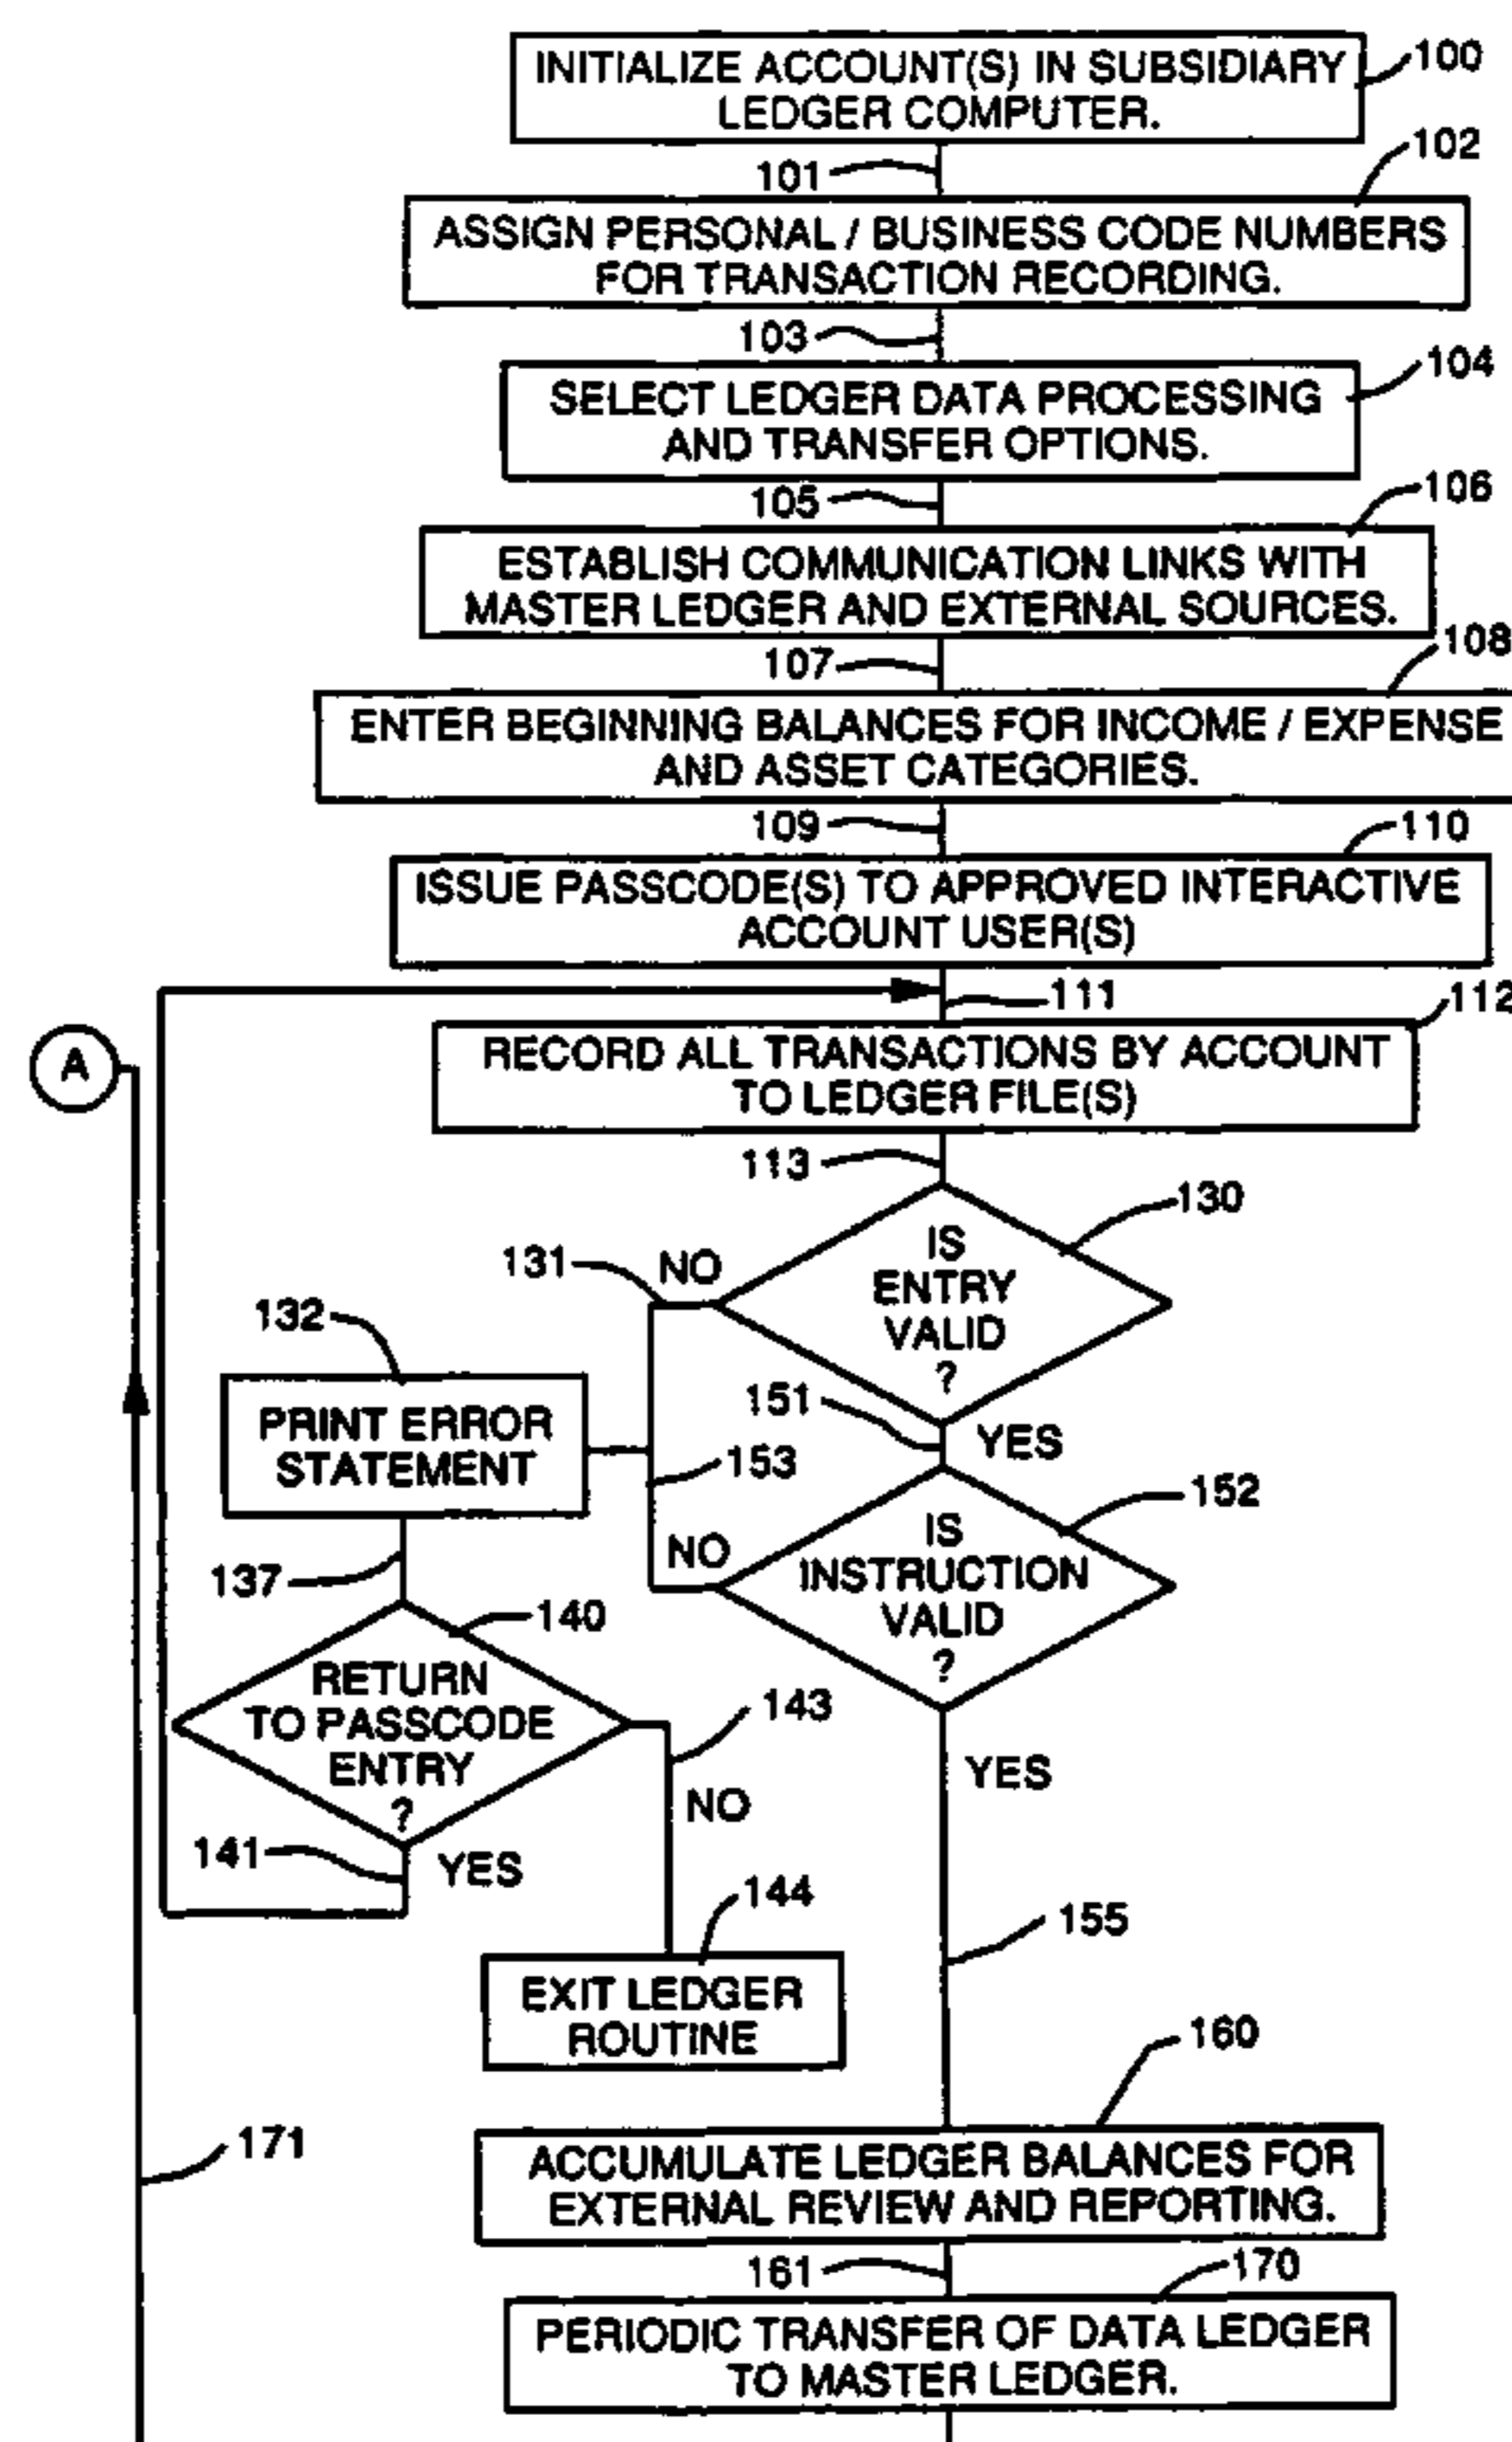 INITIALIZE ACCOUNT(S) IN SUBSIDIARY
LEDGER COMPUTER.
100
101
102
ASSIGN PERSONAL / BUSINESS CODE NUMBERS
FOR TRANSACTION RECORDING.
103
104
SELECT LEDGER DATA PROCESSING
AND TRANSFER OPTIONS.
105
106
ESTABLISH COMMUNICATION LINKS WITH
MASTER LEDGER AND EXTERNAL SOURCES.
107
108
ENTER BEGINNING BALANCES FOR INCOME / EXPENSE
AND ASSET CATEGORIES.
109
110
ISSUE PASSCODE(S) TO APPROVED INTERACTIVE
ACCOUNT USER(S)
111
112
A
RECORD ALL TRANSACTIONS BY ACCOUNT
TO LEDGER FILE(S)
113
130
IS
ENTRY
VALID
?
131
NO
132
PRINT ERROR
STATEMENT
151
YES
153
152
IS
INSTRUCTION
VALID
?
NO
137
140
RETURN
TO PASSCODE
ENTRY
?
143
NO
YES
141
YES
144
EXIT LEDGER
ROUTINE
155
160
171
ACCUMULATE LEDGER BALANCES FOR
EXTERNAL REVIEW AND REPORTING.
161
170
PERIODIC TRANSFER OF DATA LEDGER
TO MASTER LEDGER.